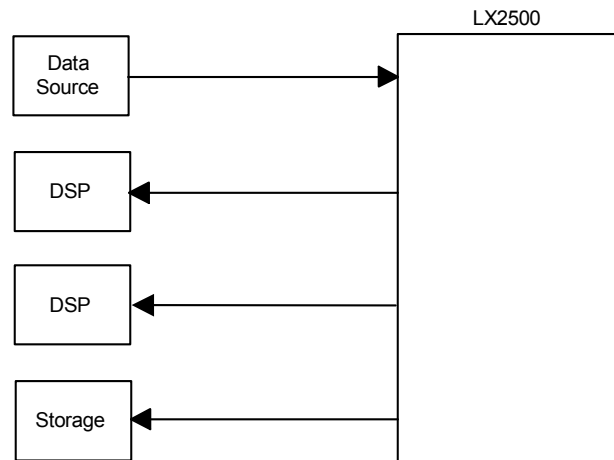 LX2500
Data
Source
DSP
DSP
Storage